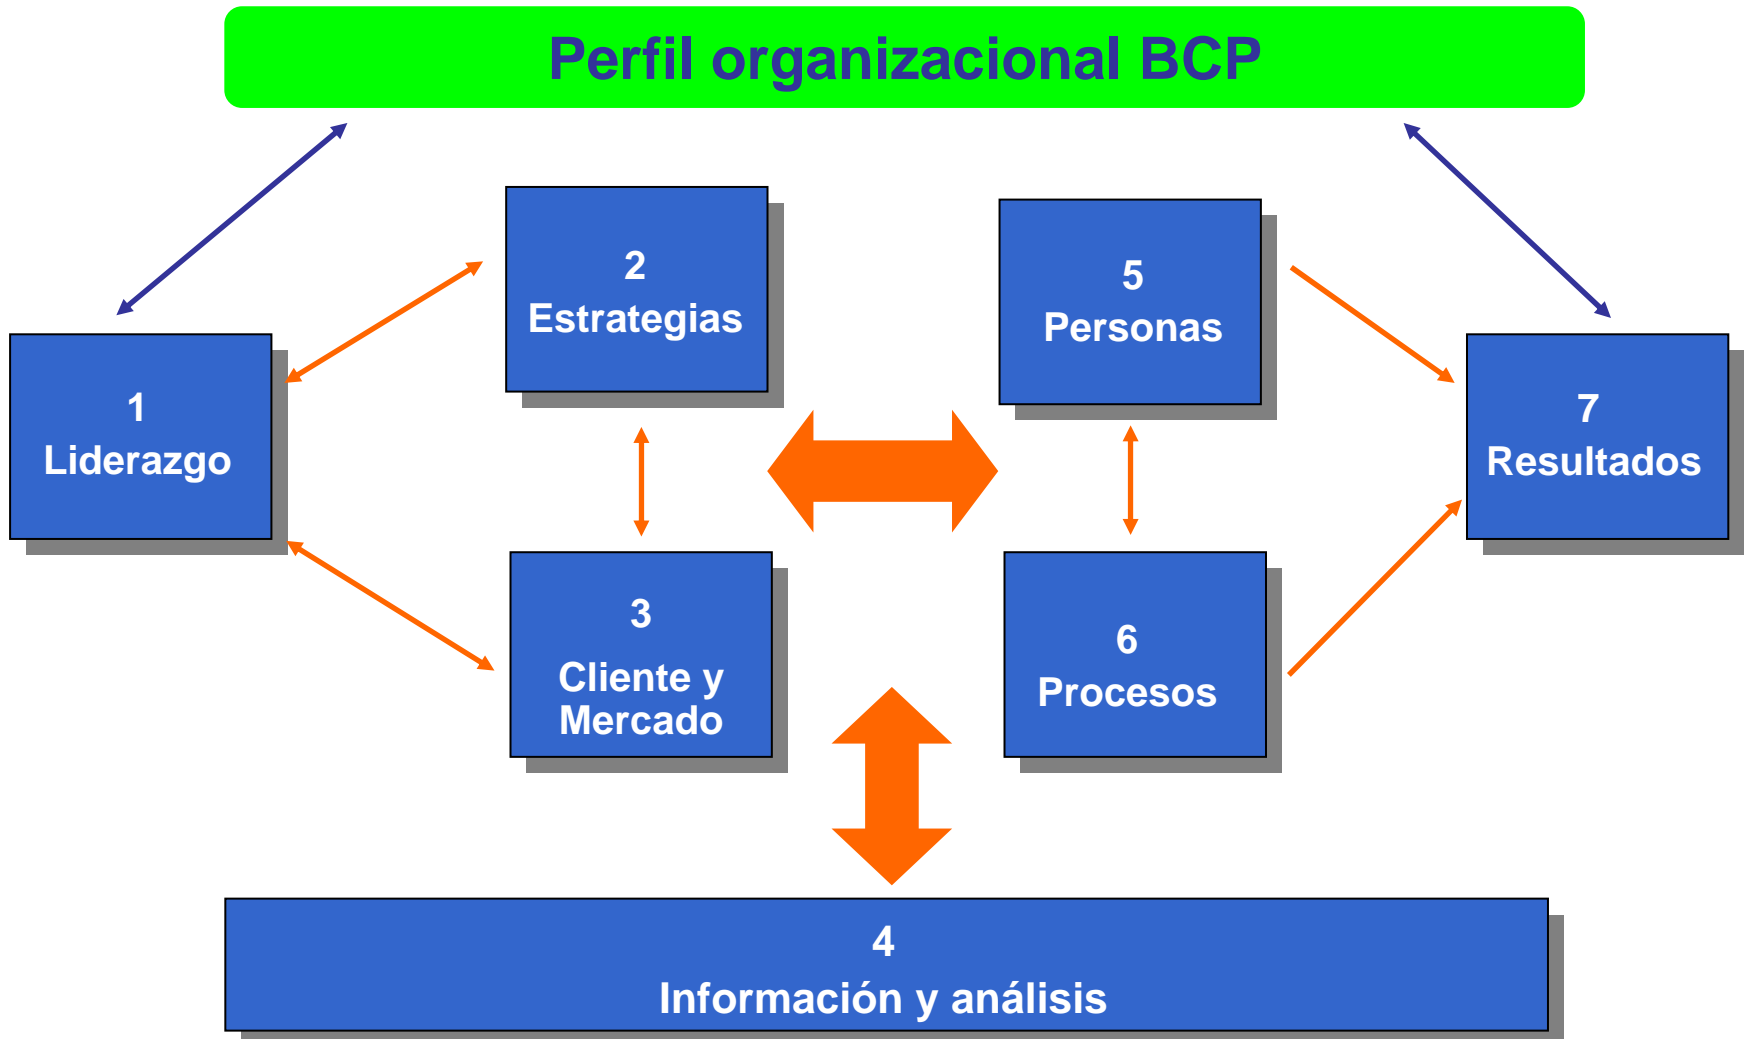 Perfil organizacional BCP
1
Liderazgo
2
Estrategias
3
Cliente y
Mercado
5
Personas
6
Procesos
7
Resultados
4
Información y análisis